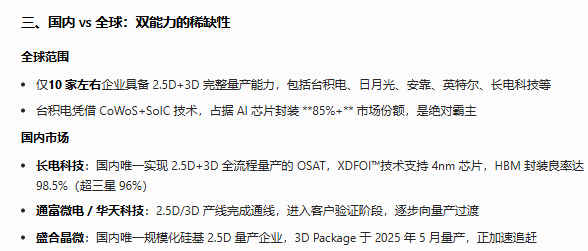 三、国内 vs 全球：双能力的稀缺性
全球范围
• 仅10 家左右企业具备 2.5D+3D 完整量产能力，包括台积电、日月光、安靠、英特尔、长电科技等
• 台积电凭借 CoWoS+SoIC 技术，占据 AI 芯片封装 **85%+** 市场份额，是绝对霸主
国内市场
• 长电科技：国内唯一实现 2.5D+3D 全流程量产的 OSAT，XDFOI™技术支持 4nm 芯片，HBM 封装良率达
98.5%（超三星 96%）
• 通富微电 / 华天科技：2.5D/3D 产线完成通线，进入客户验证阶段，逐步向量产过渡
• 盛合晶微：国内唯一规模化硅基 2.5D 量产企业，3D Package 于 2025 年 5 月量产，正加速追赶